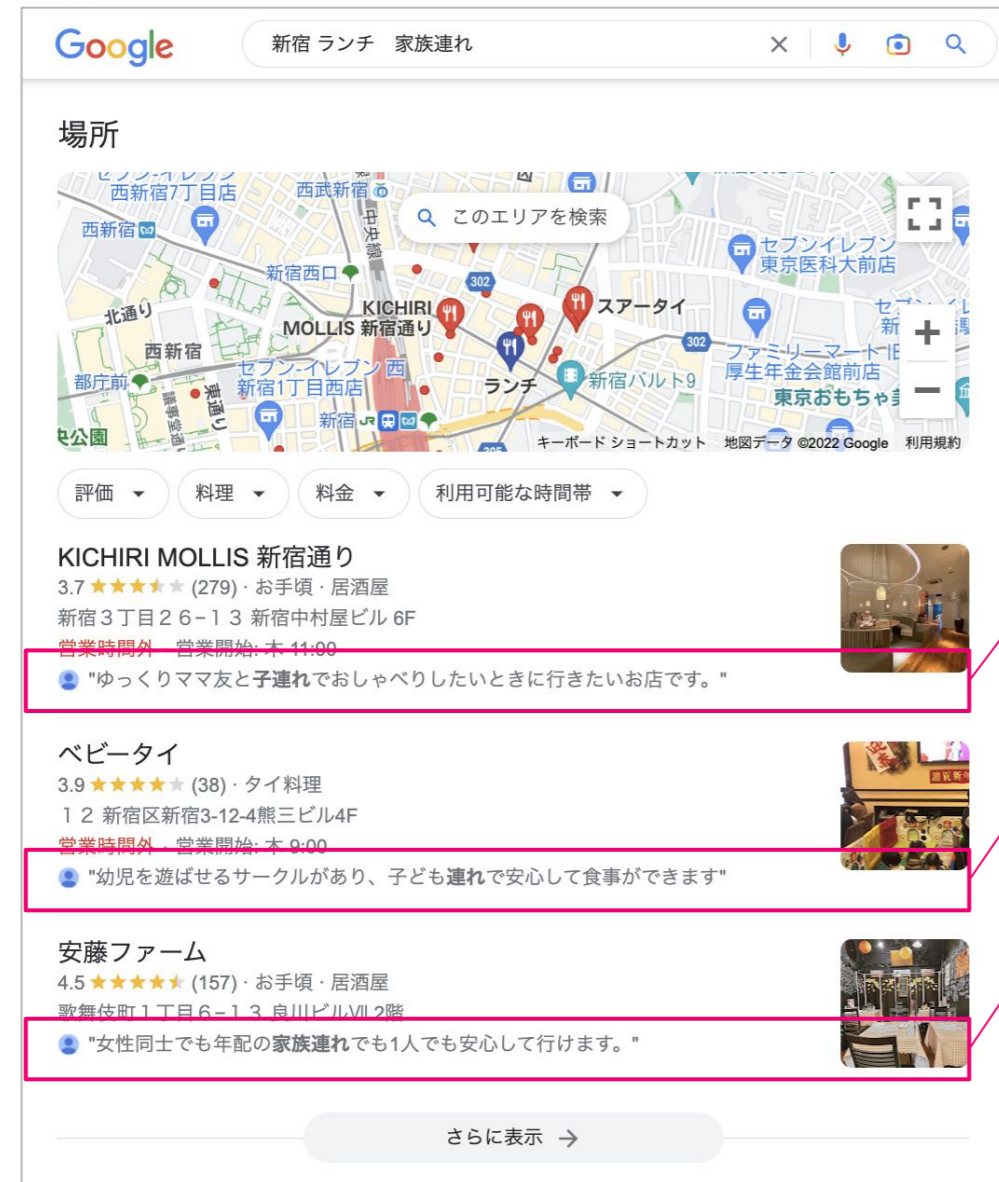 Google
新宿 ランチ　家族連れ
場所
西新宿7丁目店
西武新宿
このエリアを検索
西新宿
中央線
セブンイレブン
東京医科大前店
新宿西口
302
KICHIRI
MOLLIS 新宿通り
スアータイ
北通り
西新宿
302
セブン-イレブン 西
新宿1丁目西店
ファミリーマート
厚生年金会館前店
都庁前
議事堂通り
東通り
ランチ
新宿バルト9
東京おもちゃ美
新宿 JR
央公園
キーボード ショートカット 地図データ ©2022 Google 利用規約
評価
料理
料金
利用可能な時間帯
KICHIRI MOLLIS 新宿通り
3.7 ★★★★★ (279) · お手頃 · 居酒屋
新宿３丁目２６−１３ 新宿中村屋ビル 6F
営業時間外 · 営業開始: 木 11:00
"ゆっくりママ友と子連れでおしゃべりしたいときに行きたいお店です。"
ベビータイ
3.9 ★★★★★ (38) · タイ料理
１２ 新宿区新宿3-12-4熊三ビル4F
営業時間外 · 営業開始: 木 9:00
"幼児を遊ばせるサークルがあり、子ども連れで安心して食事ができます"
安藤ファーム
4.5 ★★★★★ (157) · お手頃 · 居酒屋
歌舞伎町１丁目６−１３ 良川ビルⅦ 2階
"女性同士でも年配の家族連れでも1人でも安心して行けます。"
さらに表示 →